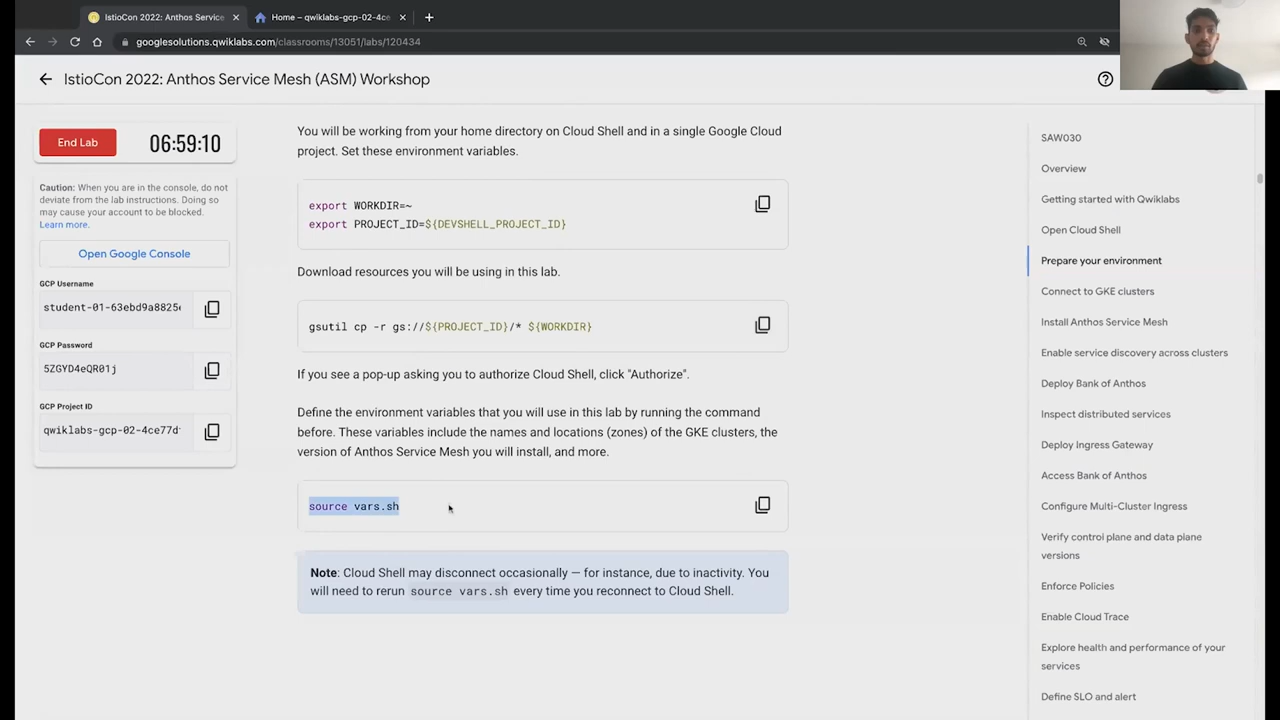 IstioCon 2022: Anthos Service
Home – qwiklabs-gcp-02-4ce
googlesolutions.qwiklabs.com/classrooms/13051/labs/120434
IstioCon 2022: Anthos Service Mesh (ASM) Workshop
End Lab
06:59:10
Caution: When you are in the console, do not
deviate from the lab instructions. Doing so
may cause your account to be blocked.
Learn more.
Open Google Console
GCP Username
student-01-63ebd9a8825
GCP Password
5ZGYD4eQR01j
GCP Project ID
qwiklabs-gcp-02-4ce77d
You will be working from your home directory on Cloud Shell and in a single Google Cloud
project. Set these environment variables.
export WORKDIR=~
export PROJECT_ID=${DEVSHELL_PROJECT_ID}
Download resources you will be using in this lab.
gsutil cp -r gs://${PROJECT_ID}/* ${WORKDIR}
If you see a pop-up asking you to authorize Cloud Shell, click "Authorize".
Define the environment variables that you will use in this lab by running the command
before. These variables include the names and locations (zones) of the GKE clusters, the
version of Anthos Service Mesh you will install, and more.
source vars.sh
Note: Cloud Shell may disconnect occasionally — for instance, due to inactivity. You
will need to rerun source vars.sh every time you reconnect to Cloud Shell.
SAW030
Overview
Getting started with Qwiklabs
Open Cloud Shell
Prepare your environment
Connect to GKE clusters
Install Anthos Service Mesh
Enable service discovery across clusters
Deploy Bank of Anthos
Inspect distributed services
Deploy Ingress Gateway
Access Bank of Anthos
Configure Multi-Cluster Ingress
Verify control plane and data plane
versions
Enforce Policies
Enable Cloud Trace
Explore health and performance of your
services
Define SLO and alert